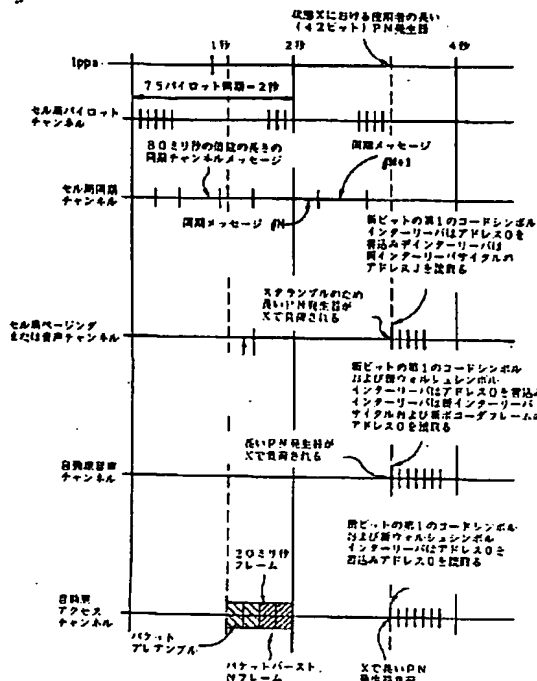 状態Xにおける使用者の長い
(42ビット)PN発生器
1秒
2秒
4秒
1pps
75パイロット周期=2秒
セル局パイロット
チャンネル
80ミリ秒の倍数の長さの
同期チャンネルメッセージ
同期メッセージ
#N+1
セル局同期
チャンネル
同期メッセージ #N
新ビットの第1のコードシンボル
インターリーバはアドレス0を
書込みデインターリーバは
同インターリーバサイクルの
アドレスJを読取る
スクランブルのため
長いPN発生器が
Xで負荷される
セル局ページング
または音声チャンネル
新ビットの第1のコードシンボル
および新ウォルシュシンボル
インターリーバはアドレス0を書込み
インターリーバは新インターリーバ
サイクルおよび新ボコーダフレームの
アドレス0を読取る
長いPN発生器が
Xで負荷される
自動車音声
チャンネル
新ビットの第1のコードシンボル
および新ウォルシュシンボル
インターリーバはアドレス0を
書込みアドレス0を読取る
20ミリ秒
フレーム
アクセス
チャンネル
パケット
プレアンブル
パケットバースト
Nフレーム
Xで長いPN
発生器負荷